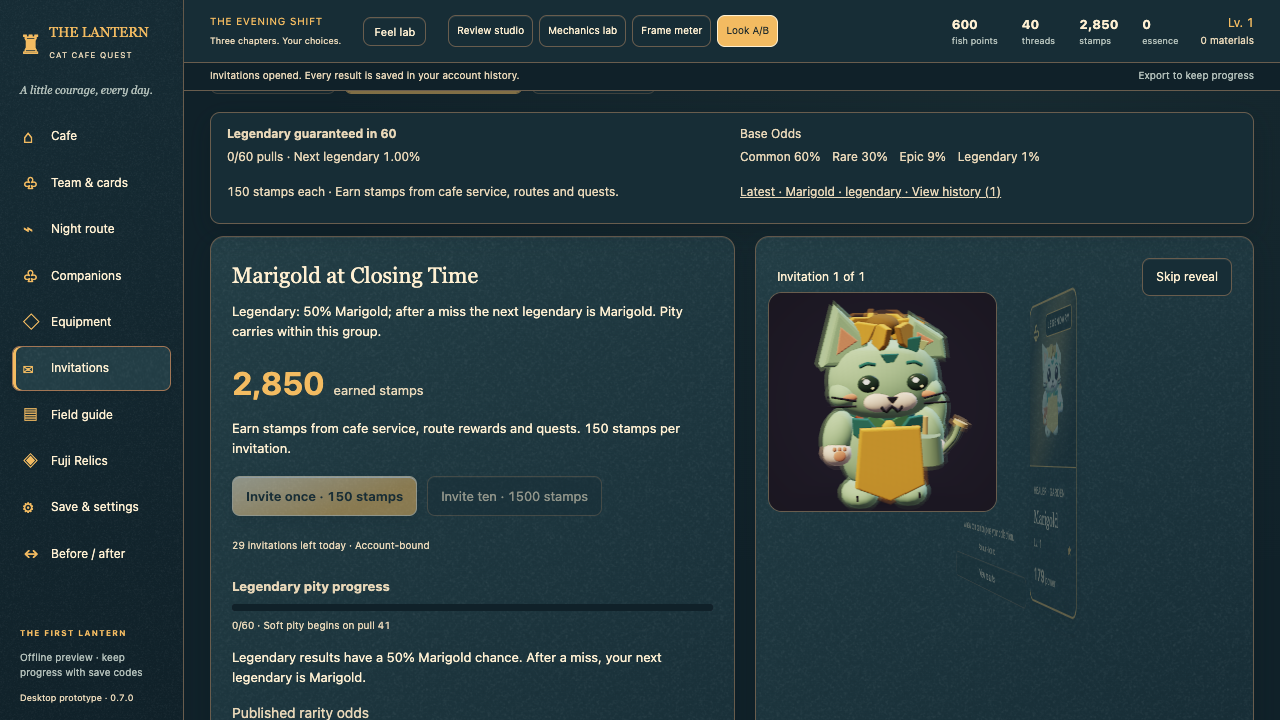 THE LANTERN
CAT CAFE QUEST
A little courage, every day.
Cafe
Team & cards
Night route
Companions
Equipment
Invitations
Field guide
Fuji Relics
Save & settings
Before / after
THE FIRST LANTERN
Offline preview · keep
progress with save codes
Desktop prototype · 0.7.0
THE EVENING SHIFT
Three chapters. Your choices.
Feel lab
Review studio
Mechanics lab
Frame meter
Look A/B
600
fish points
40
threads
2,850
stamps
0
essence
Lv. 1
0 materials
Invitations opened. Every result is saved in your account history.
Export to keep progress
Legendary guaranteed in 60
0/60 pulls · Next legendary 1.00%
150 stamps each · Earn stamps from cafe service, routes and quests.
Base Odds
Common 60% Rare 30% Epic 9% Legendary 1%
Latest · Marigold · legendary · View history (1)
Marigold at Closing Time
Legendary: 50% Marigold; after a miss the next legendary is Marigold. Pity
carries within this group.
2,850 earned stamps
Earn stamps from cafe service, route rewards and quests. 150 stamps per
invitation.
Invite once · 150 stamps
Invite ten · 1500 stamps
29 invitations left today · Account-bound
Legendary pity progress
0/60 · Soft pity begins on pull 41
Legendary results have a 50% Marigold chance. After a miss, your next
legendary is Marigold.
Published rarity odds
Invitation 1 of 1
Skip reveal
Marigold
Lv. 1
179 power